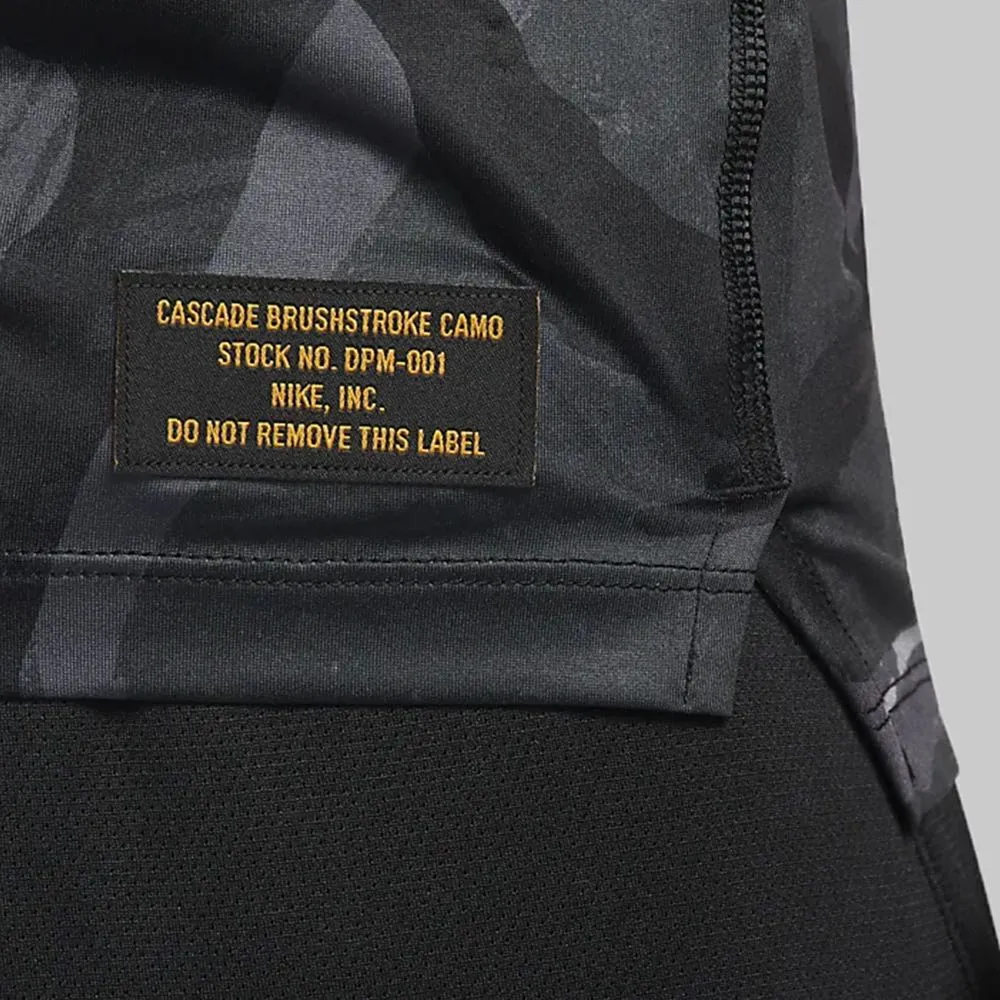 CASCADE BRUSHSTROKE CAMO
STOCK NO. DPM-001
NIKE, INC.
DO NOT REMOVE THIS LABEL